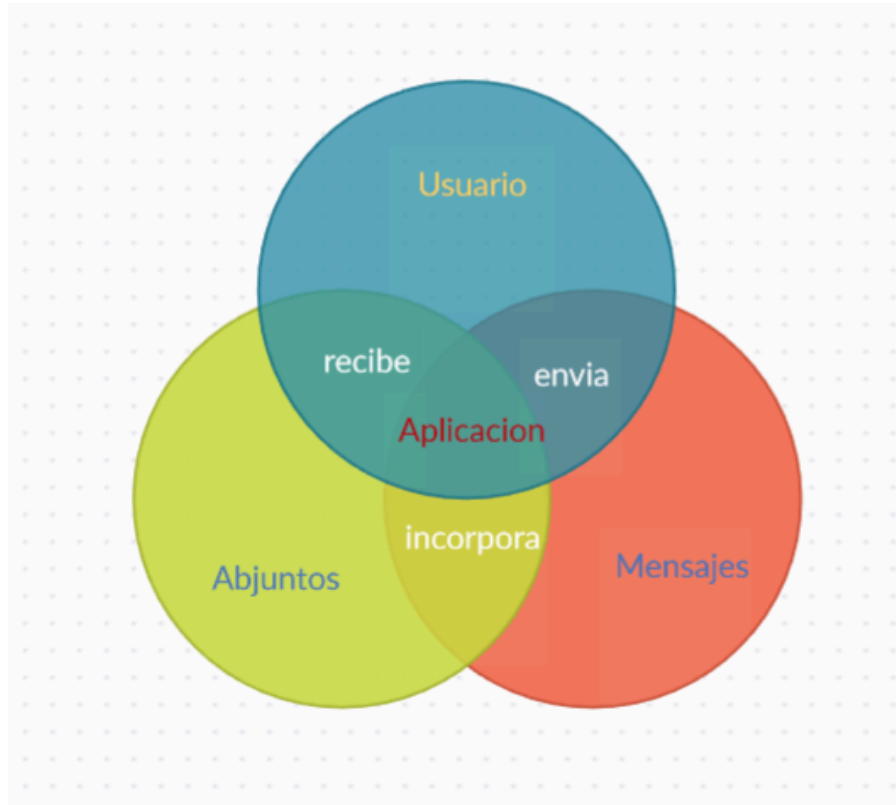 Usuario
recibe
envia
Aplicacion
incorpora
Abjuntos
Mensajes